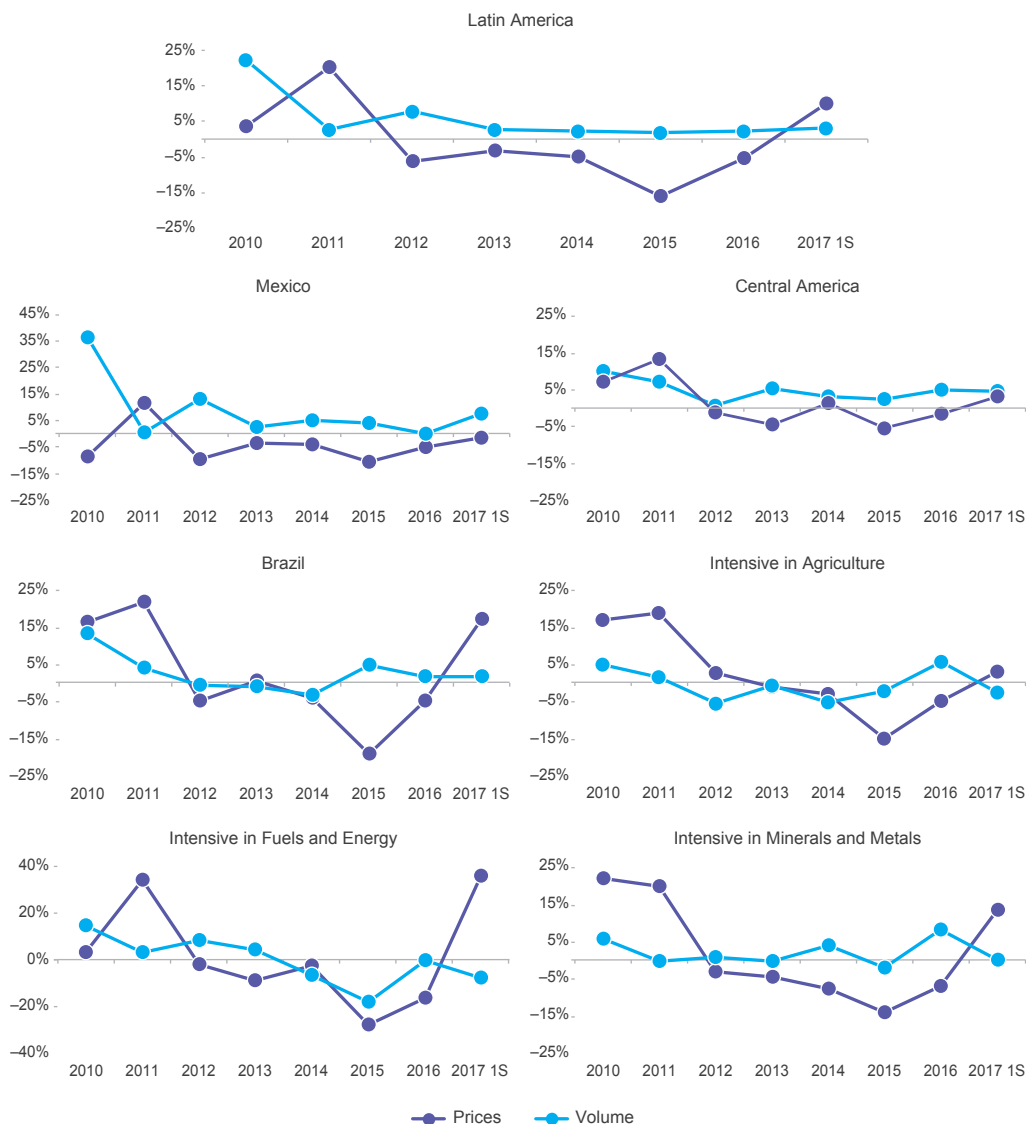 Latin America
25%
15%
5%
–5%
–15%
–25%
2010 2011 2012 2013 2014 2015 2016 2017 1S
Mexico
45%
35%
25%
15%
5%
–5%
–15%
–25%
2010 2011 2012 2013 2014 2015 2016 2017 1S
Central America
25%
15%
5%
–5%
–15%
–25%
2010 2011 2012 2013 2014 2015 2016 2017 1S
Brazil
25%
15%
5%
–5%
–15%
–25%
2010 2011 2012 2013 2014 2015 2016 2017 1S
Intensive in Agriculture
25%
15%
5%
–5%
–15%
–25%
2010 2011 2012 2013 2014 2015 2016 2017 1S
Intensive in Fuels and Energy
40%
20%
0%
–20%
–40%
2010 2011 2012 2013 2014 2015 2016 2017 1S
Intensive in Minerals and Metals
25%
15%
5%
–5%
–15%
–25%
2010 2011 2012 2013 2014 2015 2016 2017 1S
Prices Volume